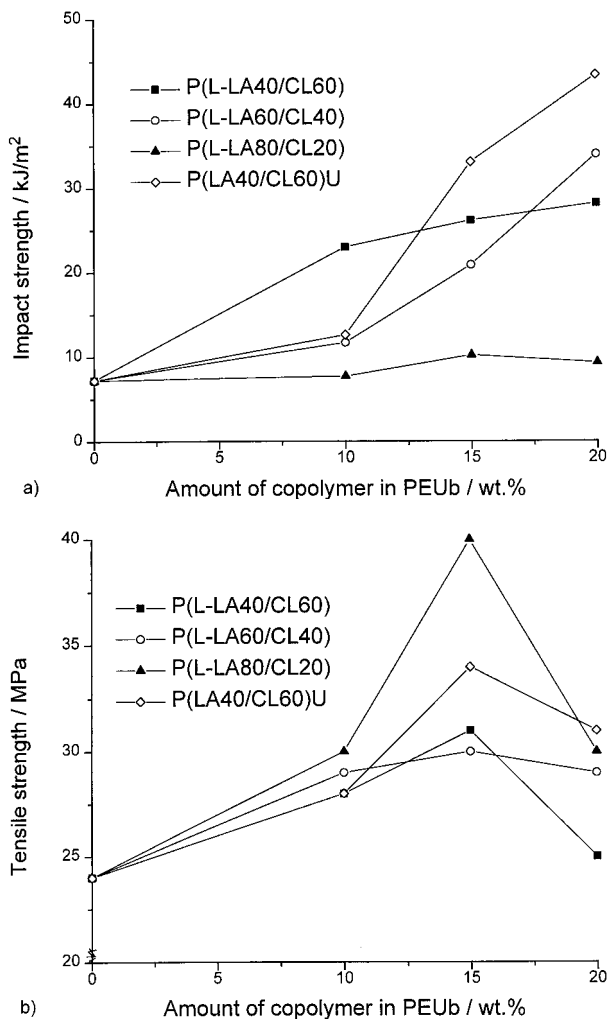 50
40
30
20
10
0
Impact strength / kJ/m²
P(L-LA40/CL60)
P(L-LA60/CL40)
P(L-LA80/CL20)
P(LA40/CL60)U
0 5 10 15 20
a) Amount of copolymer in PEUb / wt.%
40
35
30
25
20
Tensile strength / MPa
P(L-LA40/CL60)
P(L-LA60/CL40)
P(L-LA80/CL20)
P(LA40/CL60)U
0 5 10 15 20
b) Amount of copolymer in PEUb / wt.%